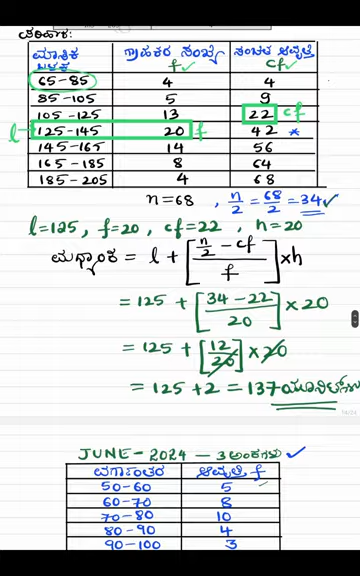 ಪರಿಹಾರ:
ಮಾಸಿಕ ಬಳಕೆ ಗ್ರಾಹಕರ ಸಂಖ್ಯೆ f ✓ ಸಂಚಿತ ಆವೃತ್ತಿ cf ✓
65-85 4 4
85-105 5 9
105-125 13 22 cf
l 125-145 20 f 42 *
145-165 14 56
165-185 8 64
185-205 4 68
n=68 , n/2 = 68/2 = 34 ✓
l=125, f=20, cf=22, h=20
ಮಧ್ಯಾಂಕ = l + [(n/2 - cf)/f] × h
= 125 + [(34-22)/20] × 20
= 125 + [12/20] × 20
= 125 + 2 = 137 ಯೂನಿಟ್‌ಗಳು
JUNE-2024 - 3 ಅಂಕಗಳು ✓
ವರ್ಗಾಂತರ ಆವೃತ್ತಿ f
50-60 5
60-70 8
70-80 10
80-90 4
90-100 3